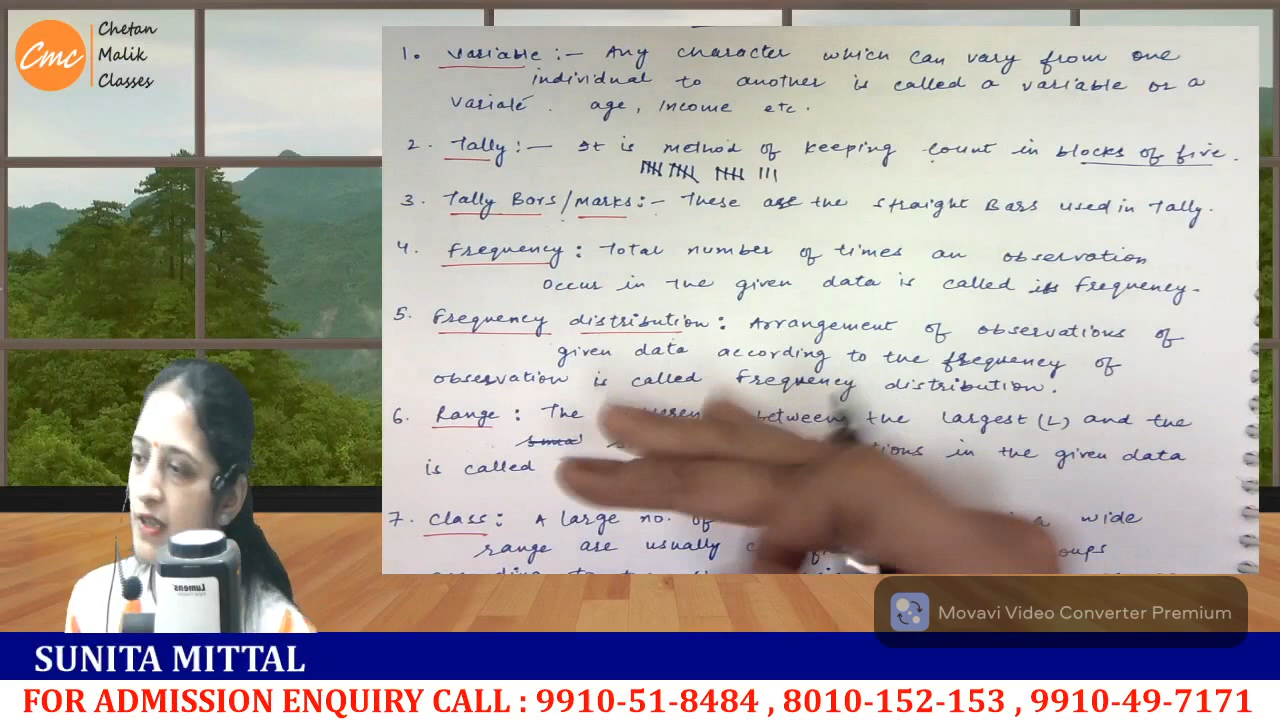 Chetan
Malik
Classes
Cmc
1. Variable :- Any character which can vary from one
individual to another is called a variable or a
variate. age, Income etc.
2. Tally :- It is method of keeping count in blocks of five.
3. Tally Bars/marks :- These are the straight Bars used in Tally.
4. Frequency : Total number of times an observation
occur in the given data is called its Frequency.
5. Frequency distribution : Arrangement of observations of
given data according to the frequency of
observation is called Frequency distribution.
6. Range : The between the largest (L) and the
in the given data
is called
7. Class : A large no. of a wide
range are usually
Lumens
Movavi Video Converter Premium
SUNITA MITTAL
FOR ADMISSION ENQUIRY CALL : 9910-51-8484 , 8010-152-153 , 9910-49-7171